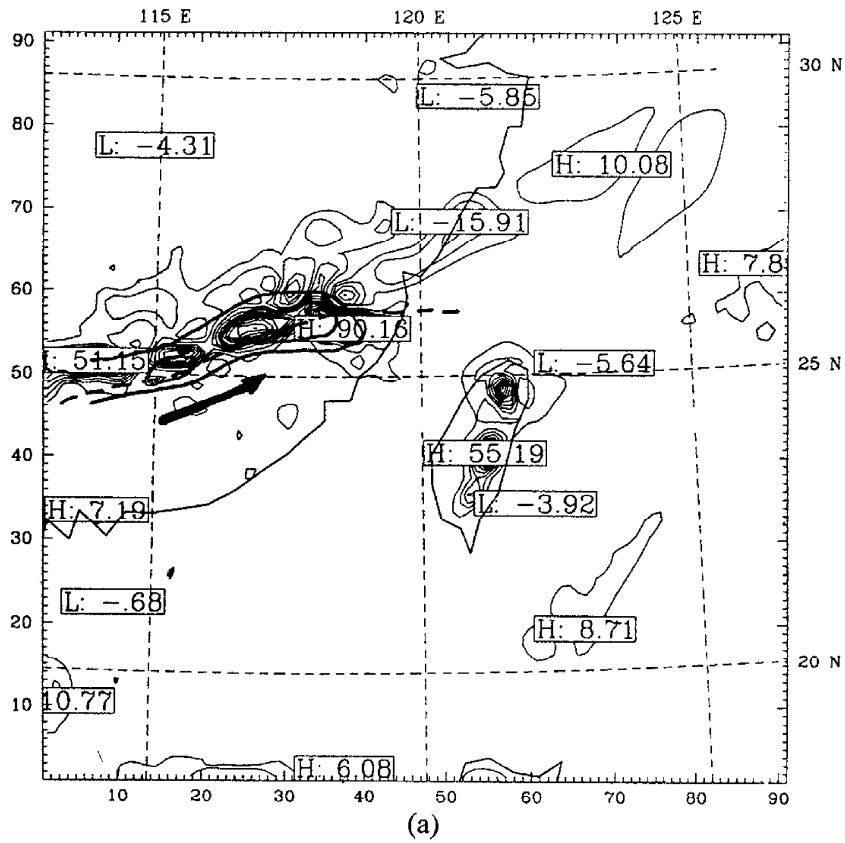 115 E 120 E 125 E
90
30 N
L: -5.85
80
L: -4.31
H: 10.08
70
L: -15.91
H: 7.8
60
H: 90.16
L: 51.15
L: -5.64
25 N
50
40
H: 55.19
H: 7.19
L: -3.92
30
L: -.68
20
H: 8.71
20 N
10
40.77
H: 6.08
10 20 30 40 50 60 70 80 90
(a)